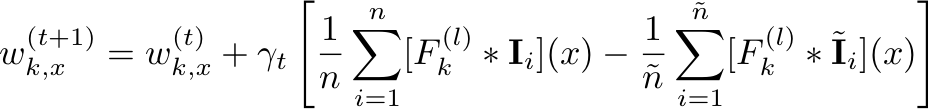 $w_{k,x}^{(t+1)} = w_{k,x}^{(t)} + \gamma_t \left[ \frac{1}{n} \sum_{i=1}^{n} [F_k^{(l)} * \mathbf{I}_i](x) - \frac{1}{\tilde{n}} \sum_{i=1}^{\tilde{n}} [F_k^{(l)} * \tilde{\mathbf{I}}_i](x) \right]$